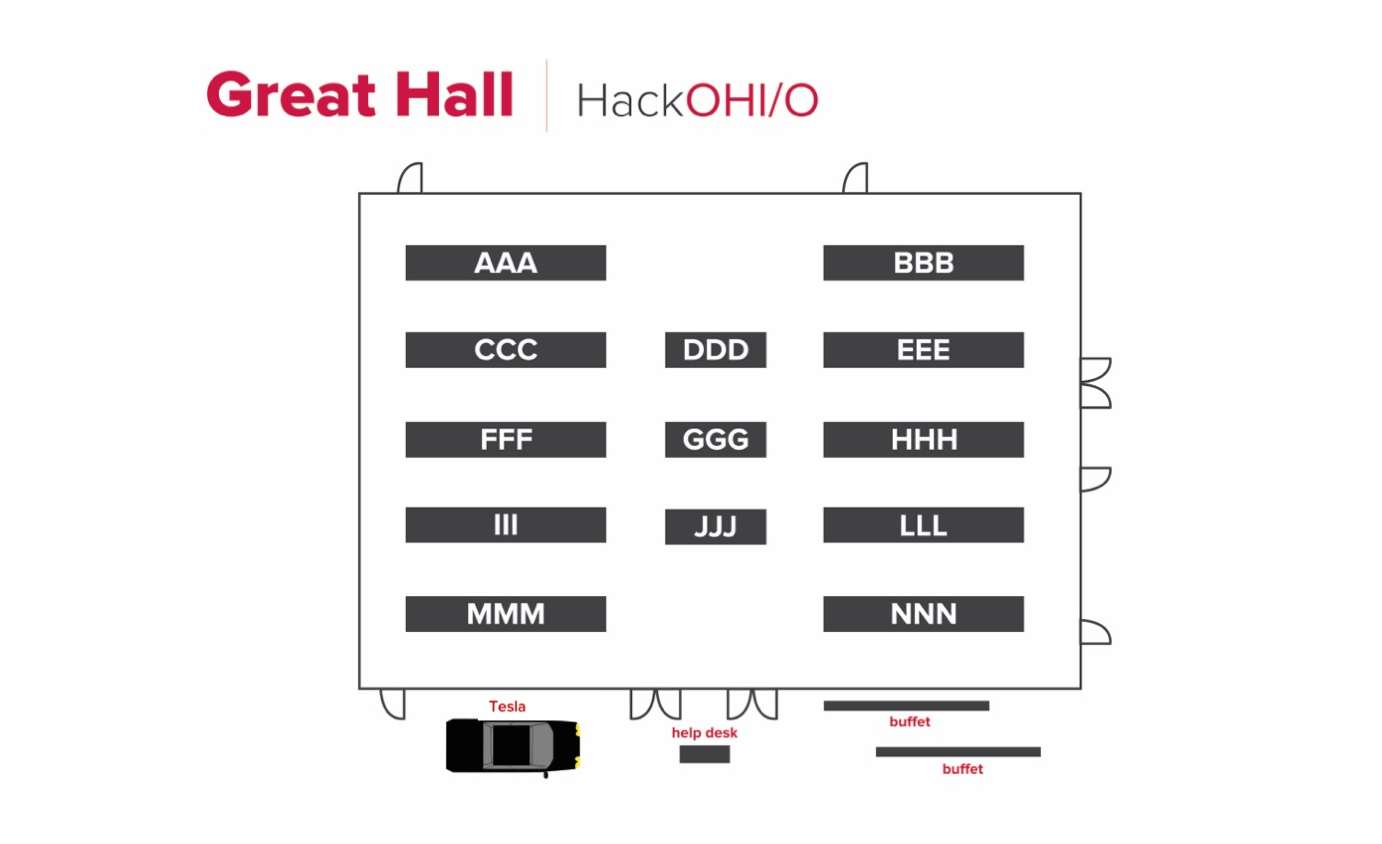 Great Hall | HackOHI/O
AAA BBB
CCC DDD EEE
FFF GGG HHH
III JJJ LLL
MMM NNN
Tesla
help desk
buffet
buffet